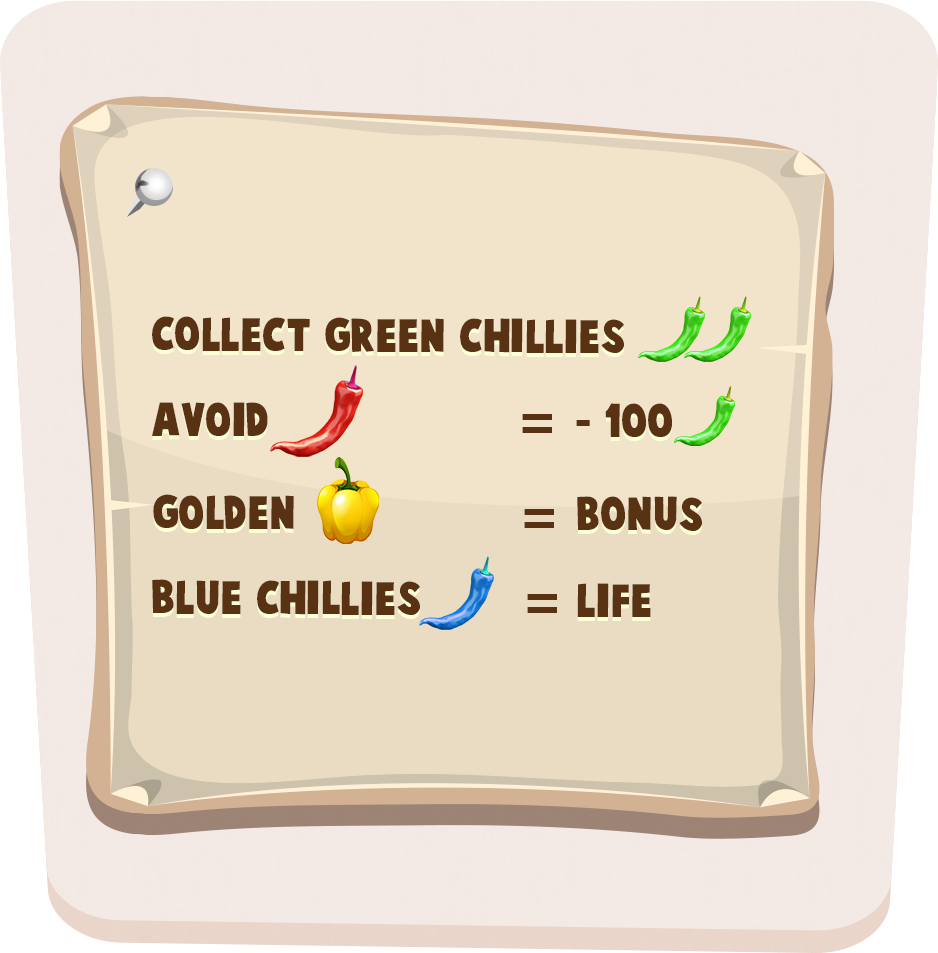 COLLECT GREEN CHILLIES
AVOID = - 100
GOLDEN = BONUS
BLUE CHILLIES = LIFE